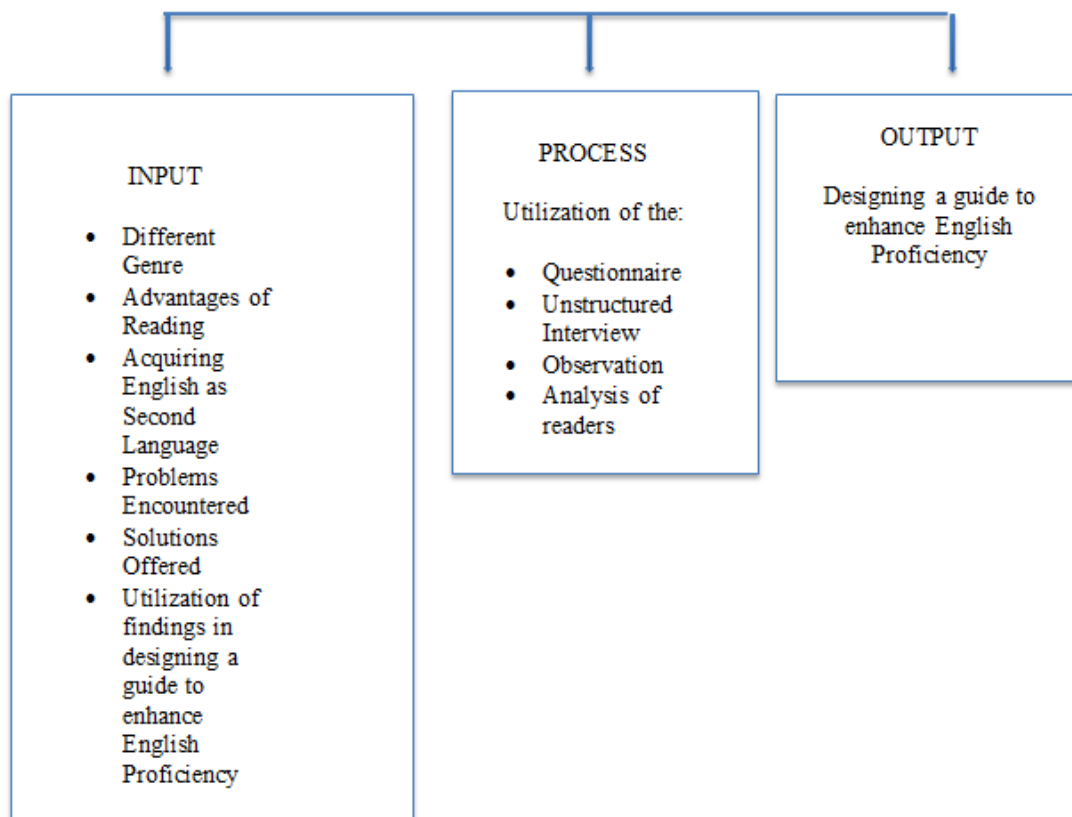 INPUT
• Different
Genre
• Advantages of
Reading
• Acquiring
English as
Second
Language
• Problems
Encountered
• Solutions
Offered
• Utilization of
findings in
designing a
guide to
enhance
English
Proficiency
PROCESS
Utilization of the:
• Questionnaire
• Unstructured
Interview
• Observation
• Analysis of
readers
OUTPUT
Designing a guide to
enhance English
Proficiency